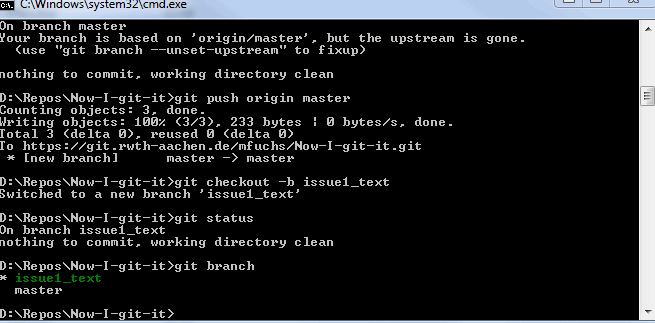 C:\Windows\system32\cmd.exe
On branch master
Your branch is based on 'origin/master', but the upstream is gone.
  (use "git branch --unset-upstream" to fixup)
nothing to commit, working directory clean
D:\Repos\Now-I-git-it>git push origin master
Counting objects: 3, done.
Writing objects: 100% (3/3), 233 bytes | 0 bytes/s, done.
Total 3 (delta 0), reused 0 (delta 0)
To https://git.rwth-aachen.de/mfuchs/Now-I-git-it.git
 * [new branch]      master -> master
D:\Repos\Now-I-git-it>git checkout -b issue1_text
Switched to a new branch 'issue1_text'
D:\Repos\Now-I-git-it>git status
On branch issue1_text
nothing to commit, working directory clean
D:\Repos\Now-I-git-it>git branch
* issue1_text
  master
D:\Repos\Now-I-git-it>